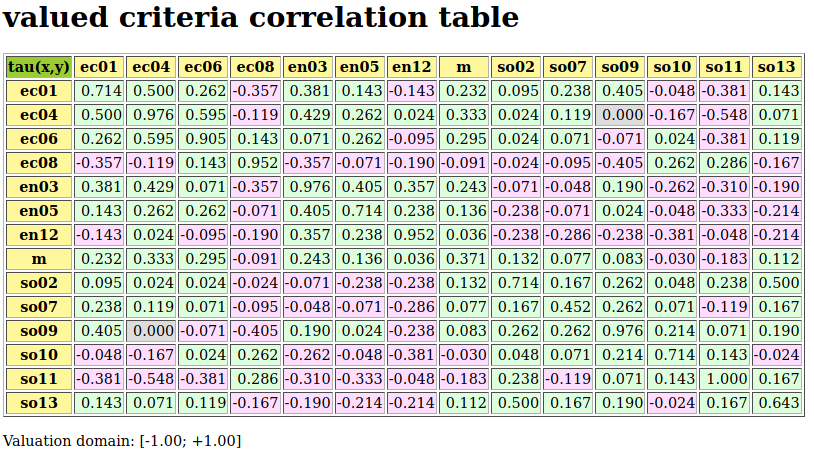 valued criteria correlation table
tau(x,y) ec01 ec04 ec06 ec08 en03 en05 en12 m so02 so07 so09 so10 so11 so13
ec01 0.714 0.500 0.262 -0.357 0.381 0.143 -0.143 0.232 0.095 0.238 0.405 -0.048 -0.381 0.143
ec04 0.500 0.976 0.595 -0.119 0.429 0.262 0.024 0.333 0.024 0.119 0.000 -0.167 -0.548 0.071
ec06 0.262 0.595 0.905 0.143 0.071 0.262 -0.095 0.295 0.024 0.071 -0.071 0.024 -0.381 0.119
ec08 -0.357 -0.119 0.143 0.952 -0.357 -0.071 -0.190 -0.091 -0.024 -0.095 -0.405 0.262 0.286 -0.167
en03 0.381 0.429 0.071 -0.357 0.976 0.405 0.357 0.243 -0.071 -0.048 0.190 -0.262 -0.310 -0.190
en05 0.143 0.262 0.262 -0.071 0.405 0.714 0.238 0.136 -0.238 -0.071 0.024 -0.048 -0.333 -0.214
en12 -0.143 0.024 -0.095 -0.190 0.357 0.238 0.952 0.036 -0.238 -0.286 -0.238 -0.381 -0.048 -0.214
m 0.232 0.333 0.295 -0.091 0.243 0.136 0.036 0.371 0.132 0.077 0.083 -0.030 -0.183 0.112
so02 0.095 0.024 0.024 -0.024 -0.071 -0.238 -0.238 0.132 0.714 0.167 0.262 0.048 0.238 0.500
so07 0.238 0.119 0.071 -0.095 -0.048 -0.071 -0.286 0.077 0.167 0.452 0.262 0.071 -0.119 0.167
so09 0.405 0.000 -0.071 -0.405 0.190 0.024 -0.238 0.083 0.262 0.262 0.976 0.214 0.071 0.190
so10 -0.048 -0.167 0.024 0.262 -0.262 -0.048 -0.381 -0.030 0.048 0.071 0.214 0.714 0.143 -0.024
so11 -0.381 -0.548 -0.381 0.286 -0.310 -0.333 -0.048 -0.183 0.238 -0.119 0.071 0.143 1.000 0.167
so13 0.143 0.071 0.119 -0.167 -0.190 -0.214 -0.214 0.112 0.500 0.167 0.190 -0.024 0.167 0.643
Valuation domain: [-1.00; +1.00]